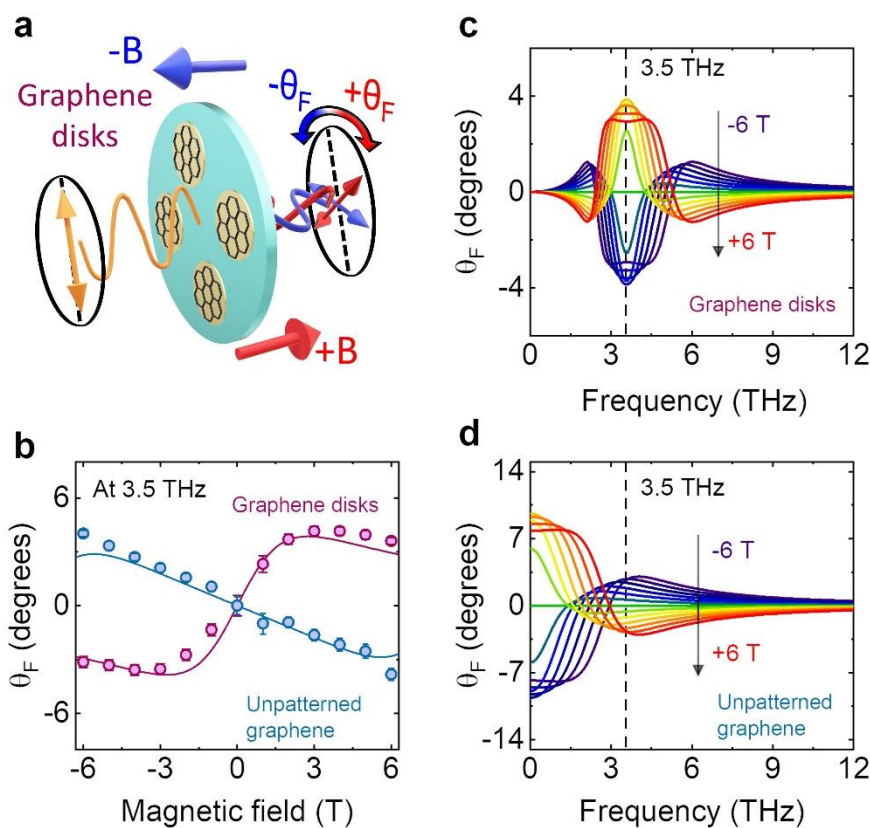 a
-B
Graphene
disks
-θF
+θF
+B
b
6
0
-6
θF (degrees)
At 3.5 THz
Graphene disks
Unpatterned
graphene
-6
-3
0
3
6
Magnetic field (T)
c
3.5 THz
4
0
-4
θF (degrees)
-6 T
+6 T
Graphene disks
0
3
6
9
12
Frequency (THz)
d
14
7
0
-7
-14
θF (degrees)
3.5 THz
-6 T
+6 T
Unpatterned
graphene
0
3
6
9
12
Frequency (THz)